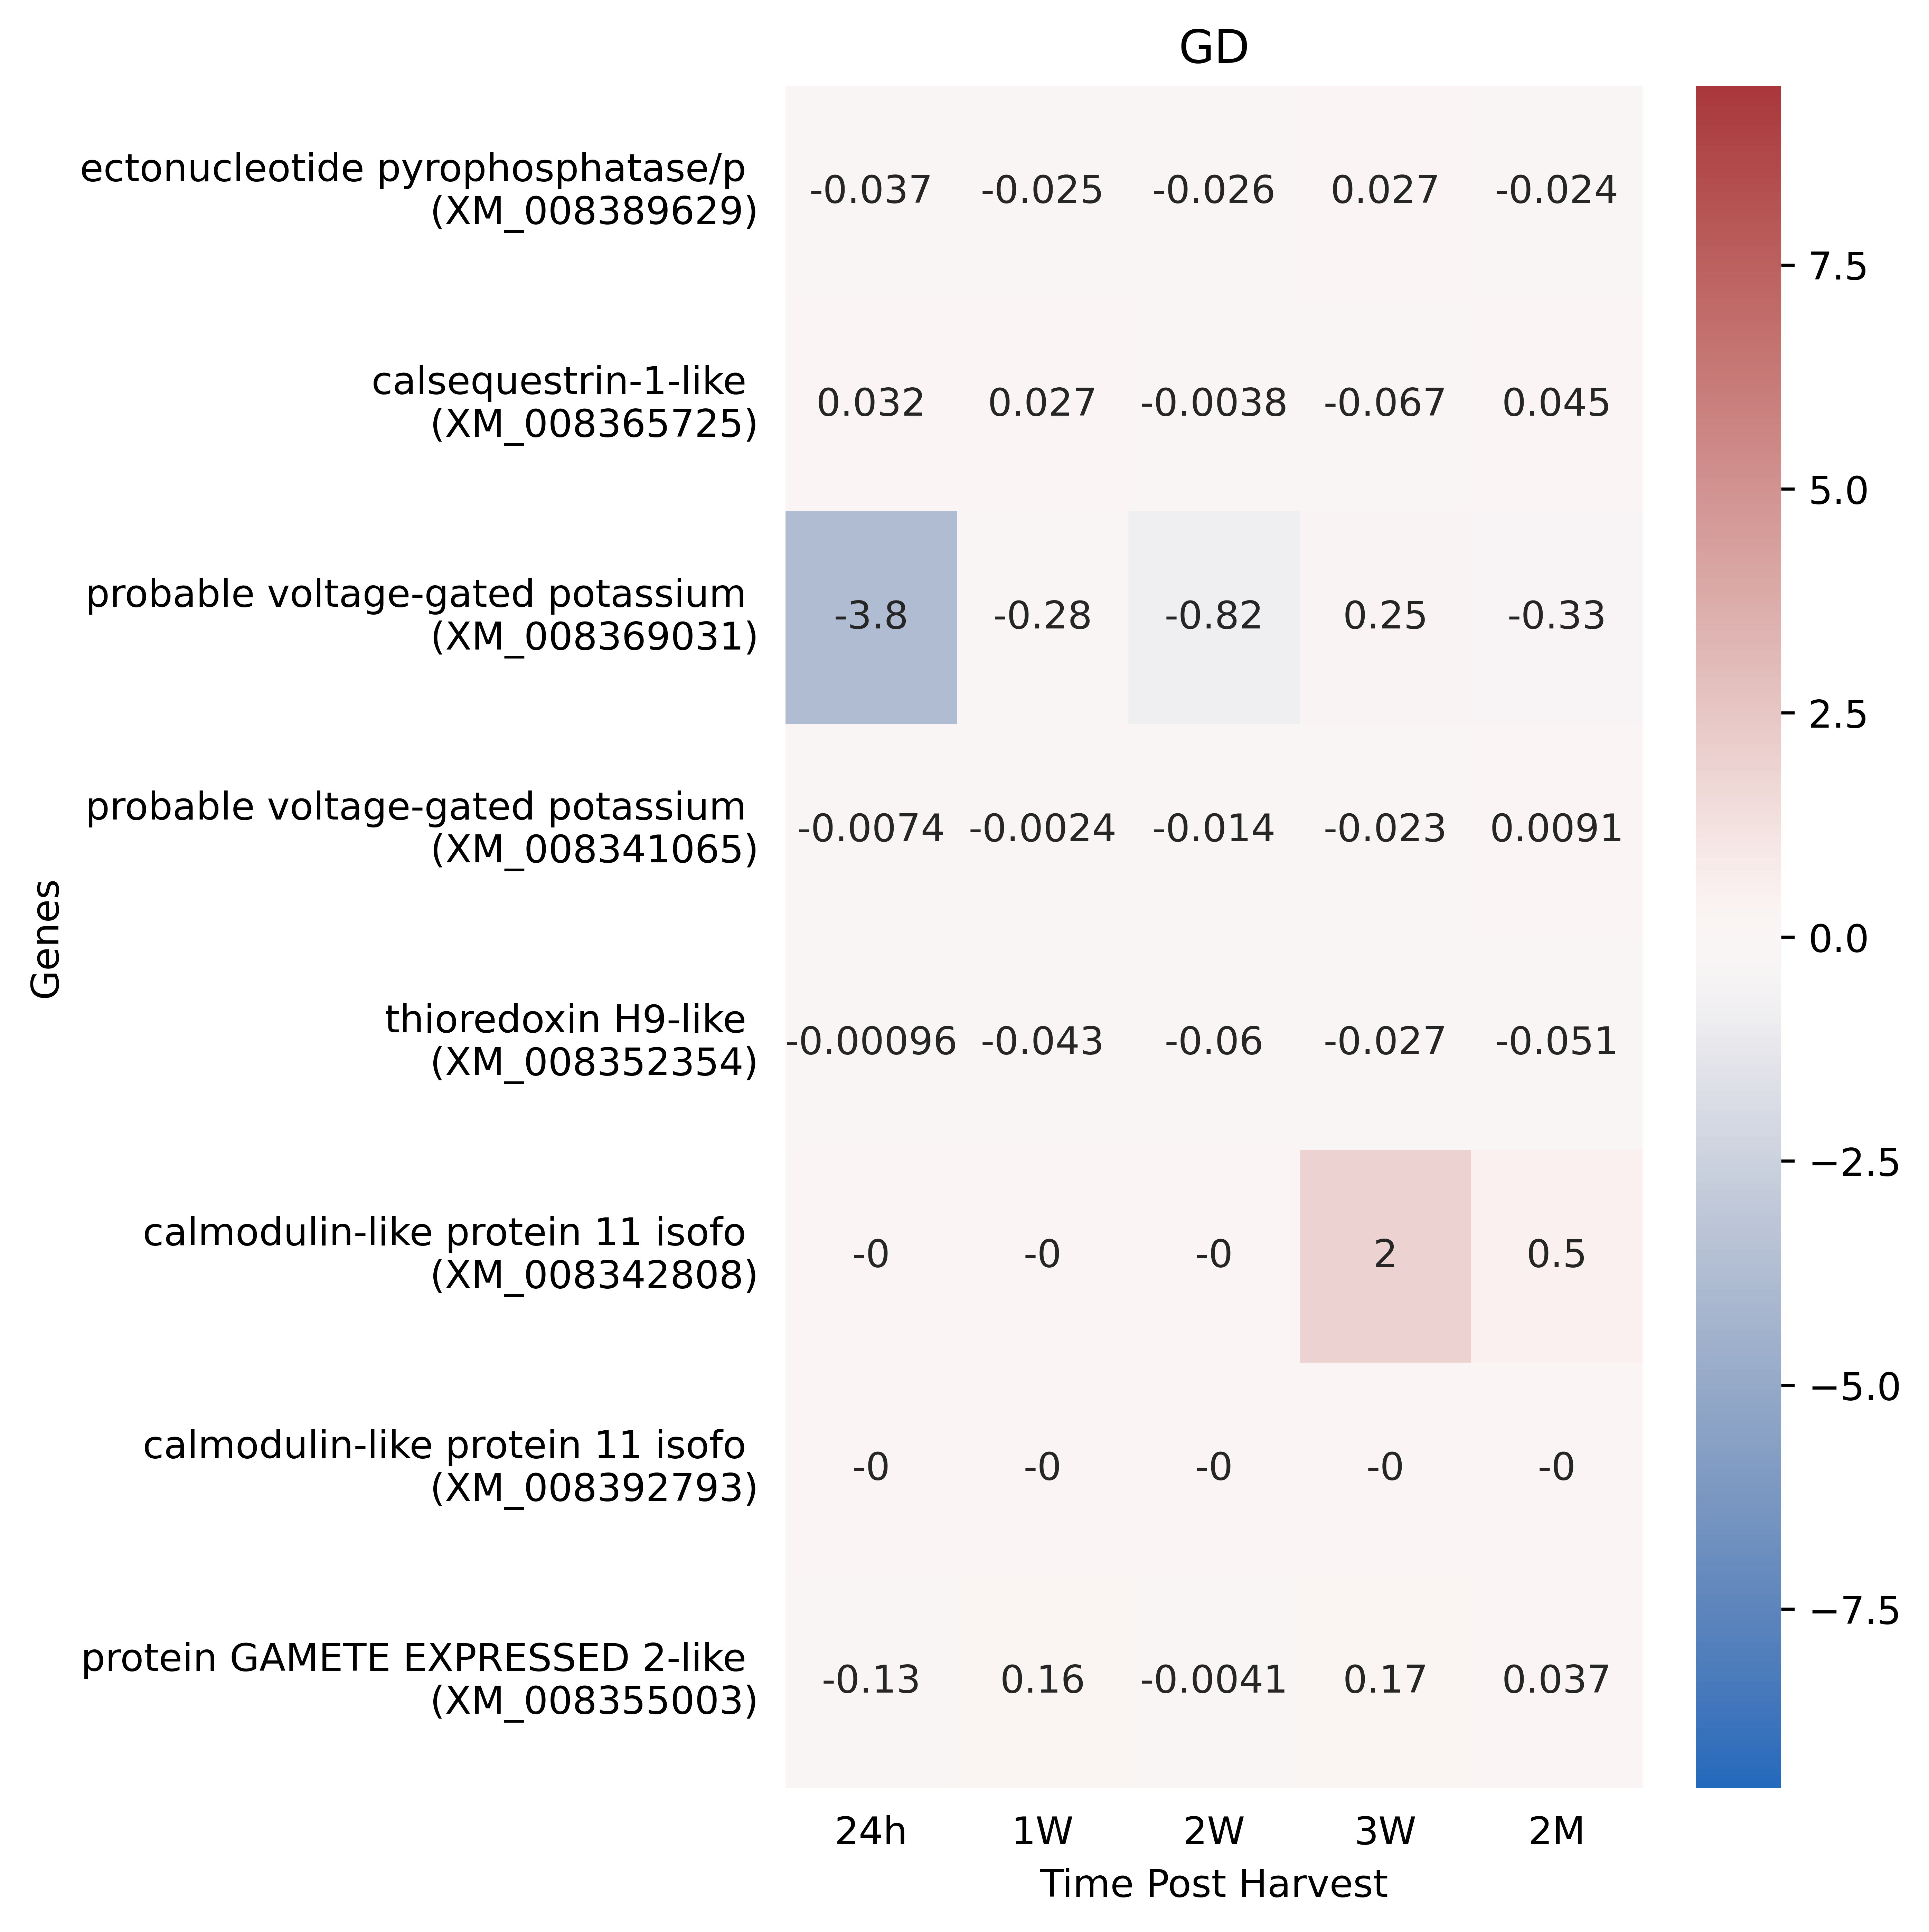 GD
ectonucleotide pyrophosphatase/p
(XM_008389629)
-0.037 -0.025 -0.026 0.027 -0.024
calsequestrin-1-like
(XM_008365725)
0.032 0.027 -0.0038 -0.067 0.045
probable voltage-gated potassium
(XM_008369031)
-3.8 -0.28 -0.82 0.25 -0.33
probable voltage-gated potassium
(XM_008341065)
-0.0074 -0.0024 -0.014 -0.023 0.0091
thioredoxin H9-like
(XM_008352354)
-0.00096 -0.043 -0.06 -0.027 -0.051
calmodulin-like protein 11 isofo
(XM_008342808)
-0 -0 -0 2 0.5
calmodulin-like protein 11 isofo
(XM_008392793)
-0 -0 -0 -0 -0
protein GAMETE EXPRESSED 2-like
(XM_008355003)
-0.13 0.16 -0.0041 0.17 0.037
Genes
24h 1W 2W 3W 2M
Time Post Harvest
7.5
5.0
2.5
0.0
−2.5
−5.0
−7.5